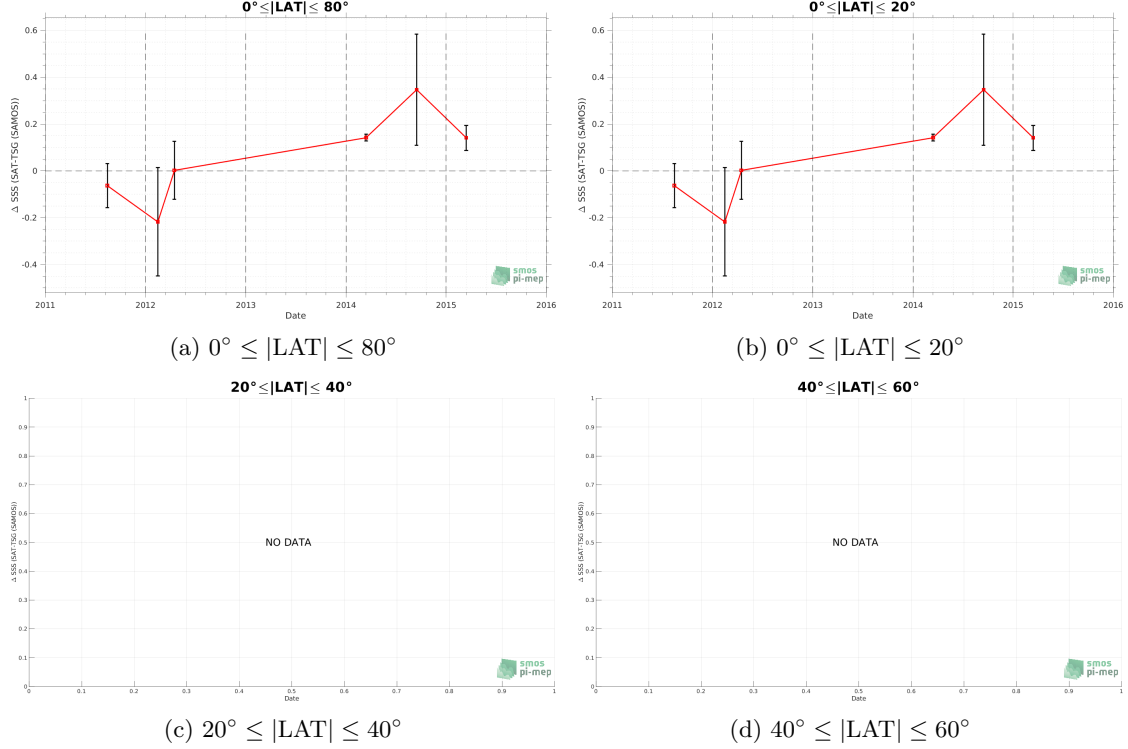 0°≤|LAT|≤ 80°
Δ SSS (SAT-TSG (SAMOS))
0.6
0.4
0.2
0
-0.2
-0.4
2011 2012 2013 2014 2015 2016
Date
smos
pi-mep
(a) 0° ≤ |LAT| ≤ 80°
0°≤|LAT|≤ 20°
Δ SSS (SAT-TSG (SAMOS))
0.6
0.4
0.2
0
-0.2
-0.4
2011 2012 2013 2014 2015 2016
Date
smos
pi-mep
(b) 0° ≤ |LAT| ≤ 20°
20°≤|LAT|≤ 40°
Δ SSS (SAT-TSG (SAMOS))
1
0.9
0.8
0.7
0.6
0.5
0.4
0.3
0.2
0.1
0
NO DATA
0 0.1 0.2 0.3 0.4 0.5 0.6 0.7 0.8 0.9 1
Date
smos
pi-mep
(c) 20° ≤ |LAT| ≤ 40°
40°≤|LAT|≤ 60°
Δ SSS (SAT-TSG (SAMOS))
1
0.9
0.8
0.7
0.6
0.5
0.4
0.3
0.2
0.1
0
NO DATA
0 0.1 0.2 0.3 0.4 0.5 0.6 0.7 0.8 0.9 1
Date
smos
pi-mep
(d) 40° ≤ |LAT| ≤ 60°